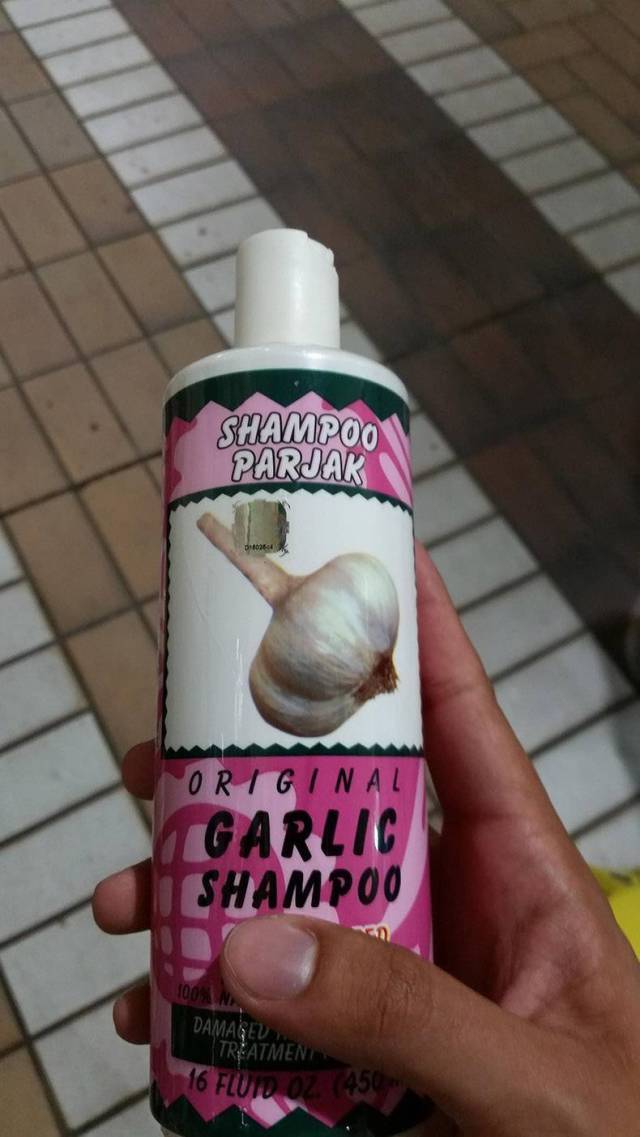 SHAMPOO
PARJAK
ORIGINAL
GARLIC
SHAMPOO
100%
DAMAGED
TREATMENT
16 FLUID OZ. (450